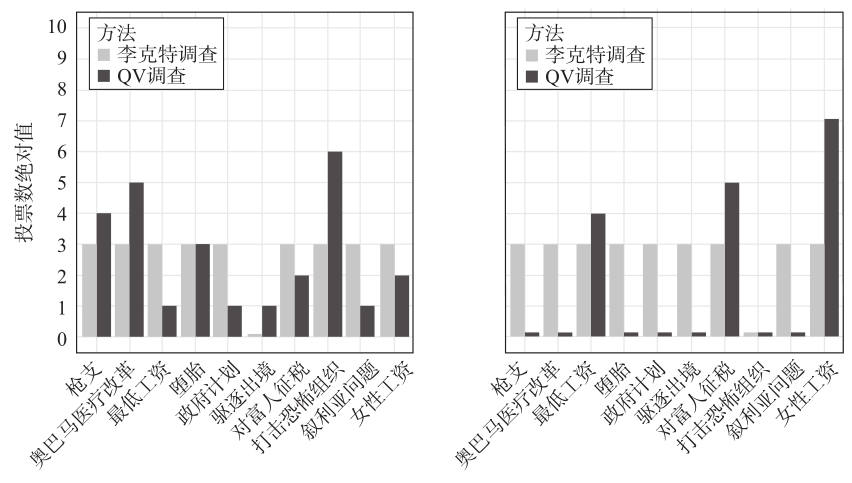 投票数绝对值
10
9
8
7
6
5
4
3
2
1
0
方法
李克特调查
QV调查
枪支
奥巴马医疗改革
最低工资
堕胎
政府计划
驱逐出境
对富人征税
打击恐怖组织
叙利亚问题
女性工资
方法
李克特调查
QV调查
枪支
奥巴马医疗改革
最低工资
堕胎
政府计划
驱逐出境
对富人征税
打击恐怖组织
叙利亚问题
女性工资